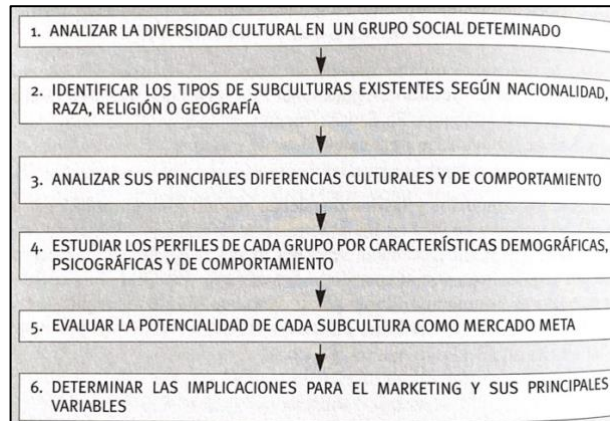 1. ANALIZAR LA DIVERSIDAD CULTURAL EN UN GRUPO SOCIAL DETEMINADO
2. IDENTIFICAR LOS TIPOS DE SUBCULTURAS EXISTENTES SEGÚN NACIONALIDAD,
RAZA, RELIGIÓN O GEOGRAFÍA
3. ANALIZAR SUS PRINCIPALES DIFERENCIAS CULTURALES Y DE COMPORTAMIENTO
4. ESTUDIAR LOS PERFILES DE CADA GRUPO POR CARACTERÍSTICAS DEMOGRÁFICAS,
PSICOGRÁFICAS Y DE COMPORTAMIENTO
5. EVALUAR LA POTENCIALIDAD DE CADA SUBCULTURA COMO MERCADO META
6. DETERMINAR LAS IMPLICACIONES PARA EL MARKETING Y SUS PRINCIPALES
VARIABLES